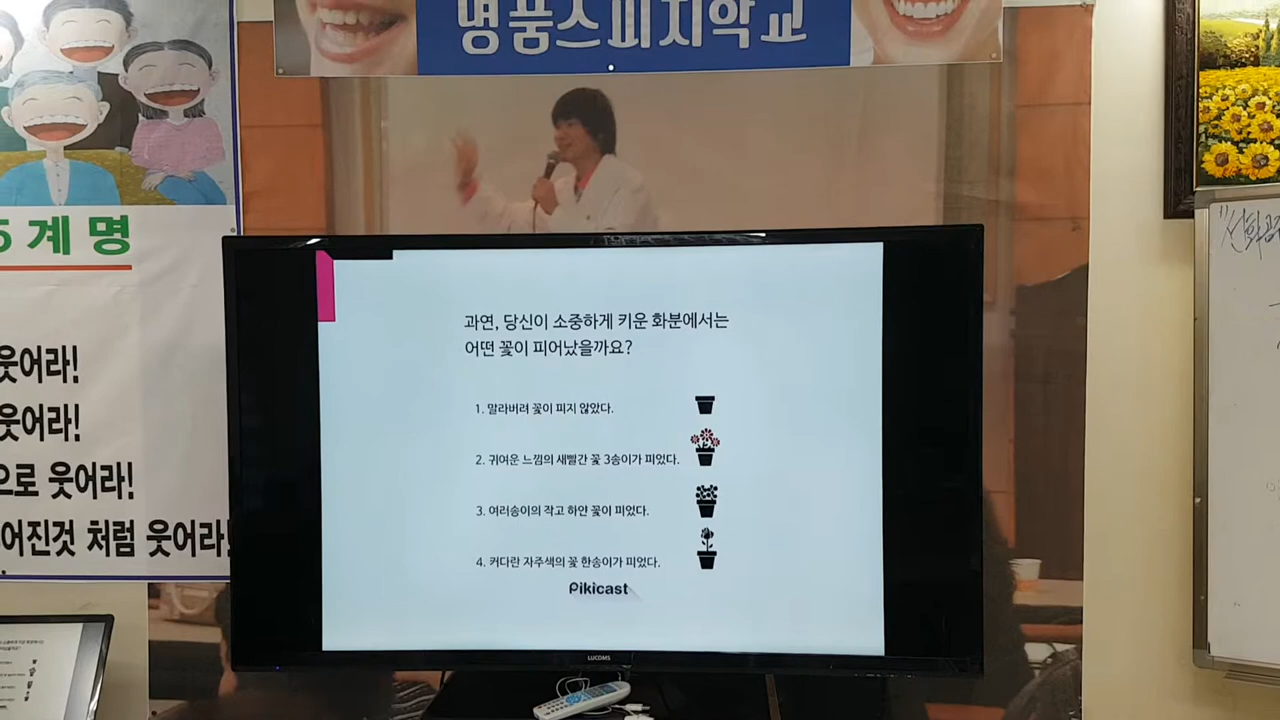 명품스피치학교
5계명
웃어라!
웃어라!
으로 웃어라!
어진것 처럼 웃어라!
과연, 당신이 소중하게 키운 화분에서는
어떤 꽃이 피어났을까요?
1. 말라버려 꽃이 피지 않았다.
2. 귀여운 느낌의 새빨간 꽃 3송이가 피었다.
3. 여러송이의 작고 하얀 꽃이 피었다.
4. 커다란 자주색의 꽃 한송이가 피었다.
Pikicast
LUCOMS